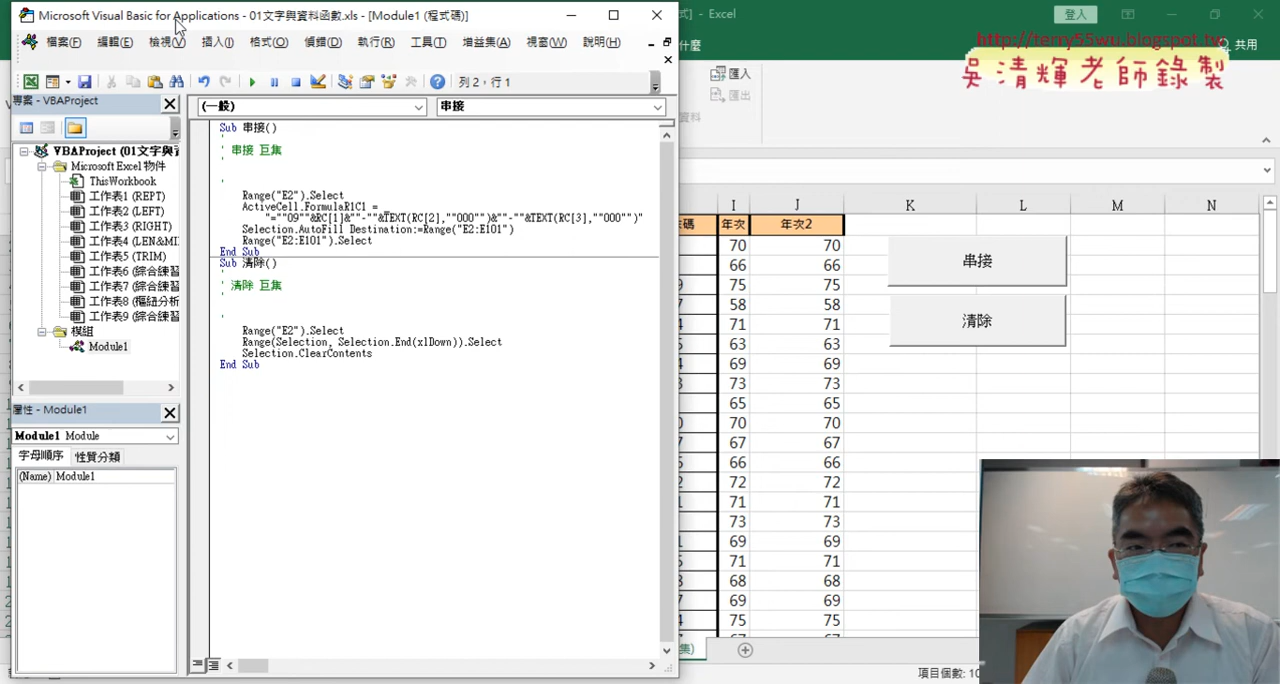 Microsoft Visual Basic for Applications - 01文字與資料函數.xls - [Module1 (程式碼)]
檔案(F) 編輯(E) 檢視(V) 插入(I) 格式(O) 偵錯(D) 執行(R) 工具(T) 增益集(A) 視窗(W) 說明(H)
列 2，行 1
專案 - VBAProject
(一般)
串接
VBAProject (01文字與資
Microsoft Excel 物件
ThisWorkbook
工作表1 (REPT)
工作表2 (LEFT)
工作表3 (RIGHT)
工作表4 (LEN&MI
工作表5 (TRIM)
工作表6 (綜合練習
工作表7 (綜合練習
工作表8 (樞紐分析
工作表9 (綜合練習
模組
Module1
屬性 - Module1
Module1 Module
字母順序 性質分類
(Name) Module1
Sub 串接()
'
' 串接 巨集
'
'
Range("E2").Select
ActiveCell.FormulaR1C1 = _
"=""09""&RC[1]&""-""&TEXT(RC[2],""000"")&""-""&TEXT(RC[3],""000"")"
Selection.AutoFill Destination:=Range("E2:E101")
Range("E2:E101").Select
End Sub
Sub 清除()
'
' 清除 巨集
'
'
Range("E2").Select
Range(Selection, Selection.End(xlDown)).Select
Selection.ClearContents
End Sub
式] - Excel
登入
什麼
共用
http://terry55wu.blogspot.tw
吳清輝老師錄製
匯入
匯出
資料
I J K L M N
碼 年次 年次2
70 70
66 66
75 75
58 58
71 71
63 63
69 69
73 73
65 65
70 70
67 67
66 66
72 72
71 71
73 73
69 69
71 71
68 68
69 69
75 75
串接
清除
集)
項目個數: 10